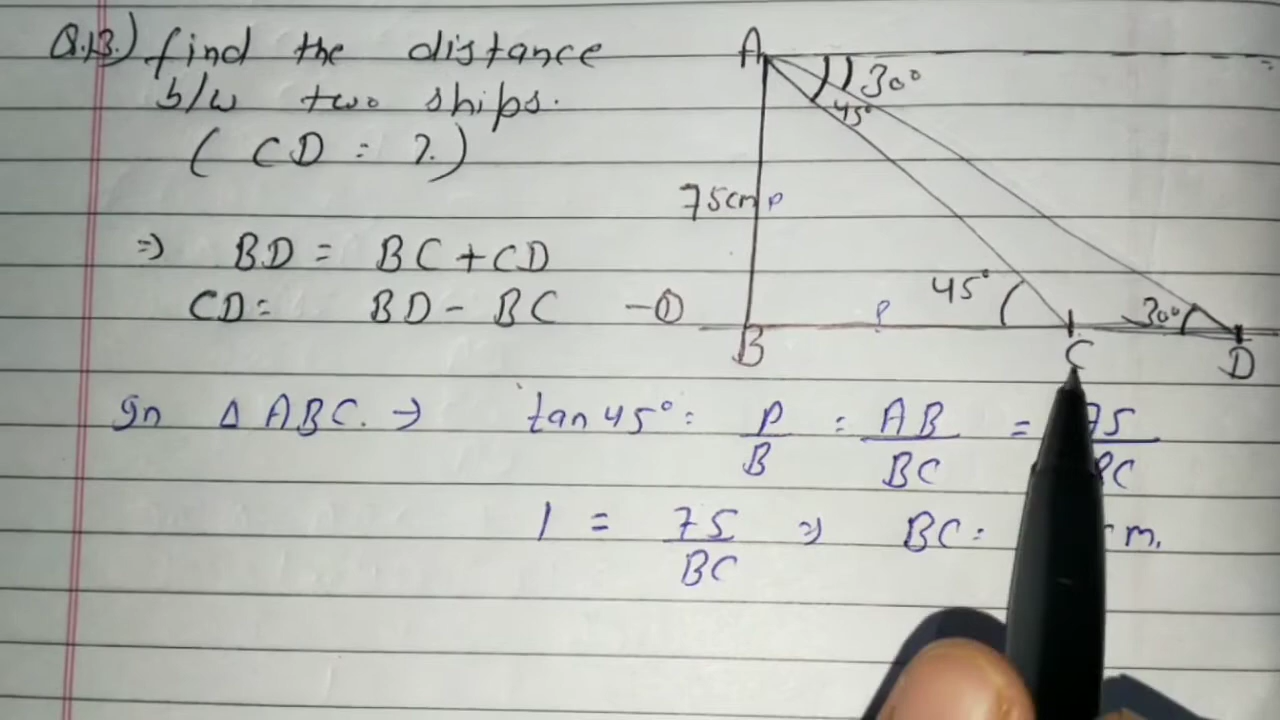 Q.13.) find the distance
b/w two ships.
( CD = ?. )
=) BD = BC + CD
CD = BD - BC - ①
A 30°
45°
75cm P
45° 30°
B C D
In △ ABC. → tan 45° = P/B = AB/BC = 75
1 = 75/BC => BC = m.